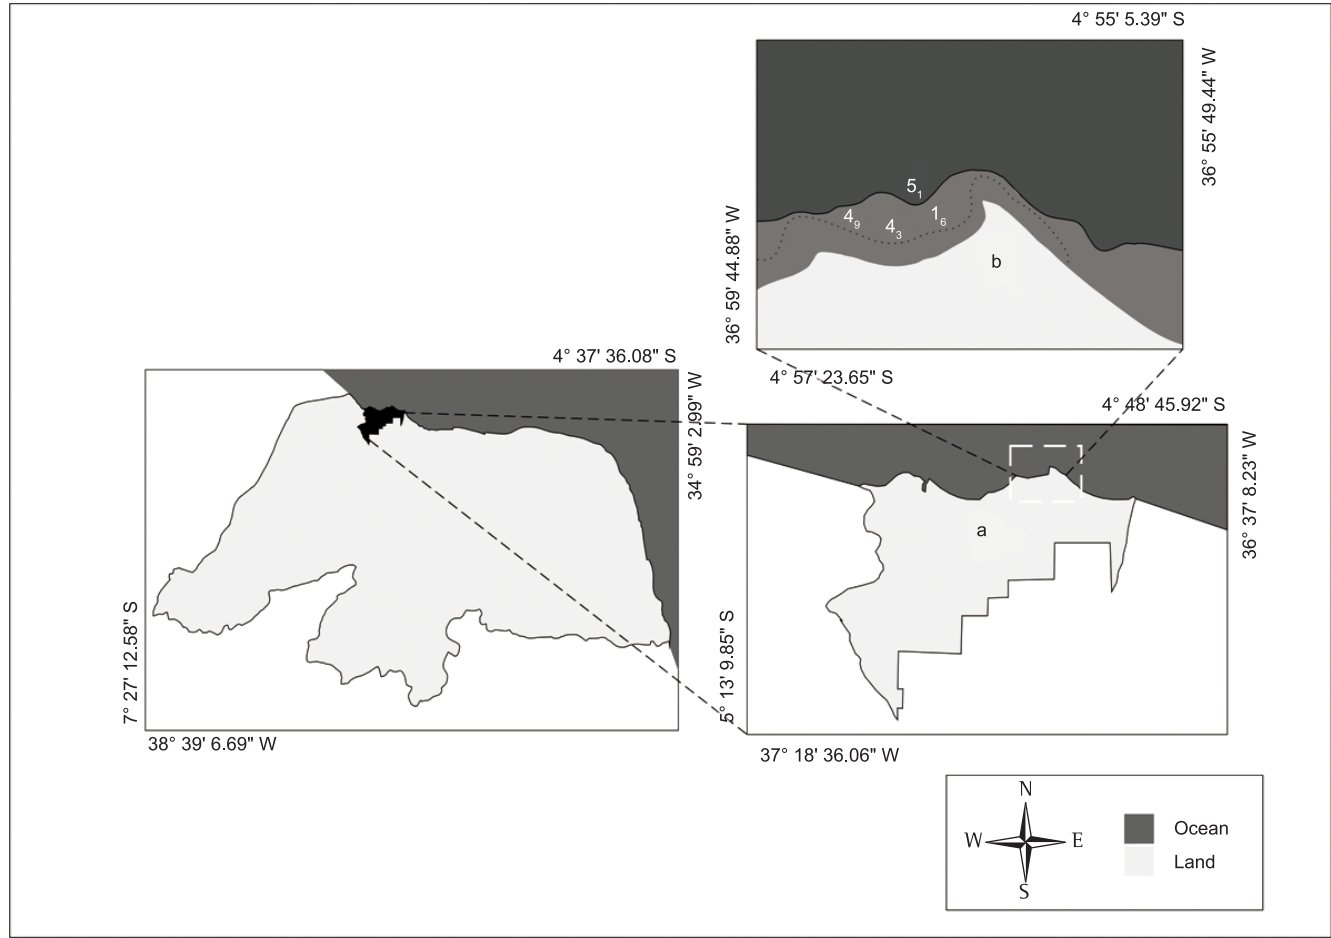 4° 55' 5.39" S
36° 55' 49.44" W
5₁
4₉
4₃
1₆
b
36° 59' 44.88" W
4° 57' 23.65" S
4° 37' 36.08" S
34° 59' 2.99" W
7° 27' 12.58" S
38° 39' 6.69" W
4° 48' 45.92" S
36° 37' 8.23" W
a
5° 13' 9.85" S
37° 18' 36.06" W
N
W
E
S
Ocean
Land